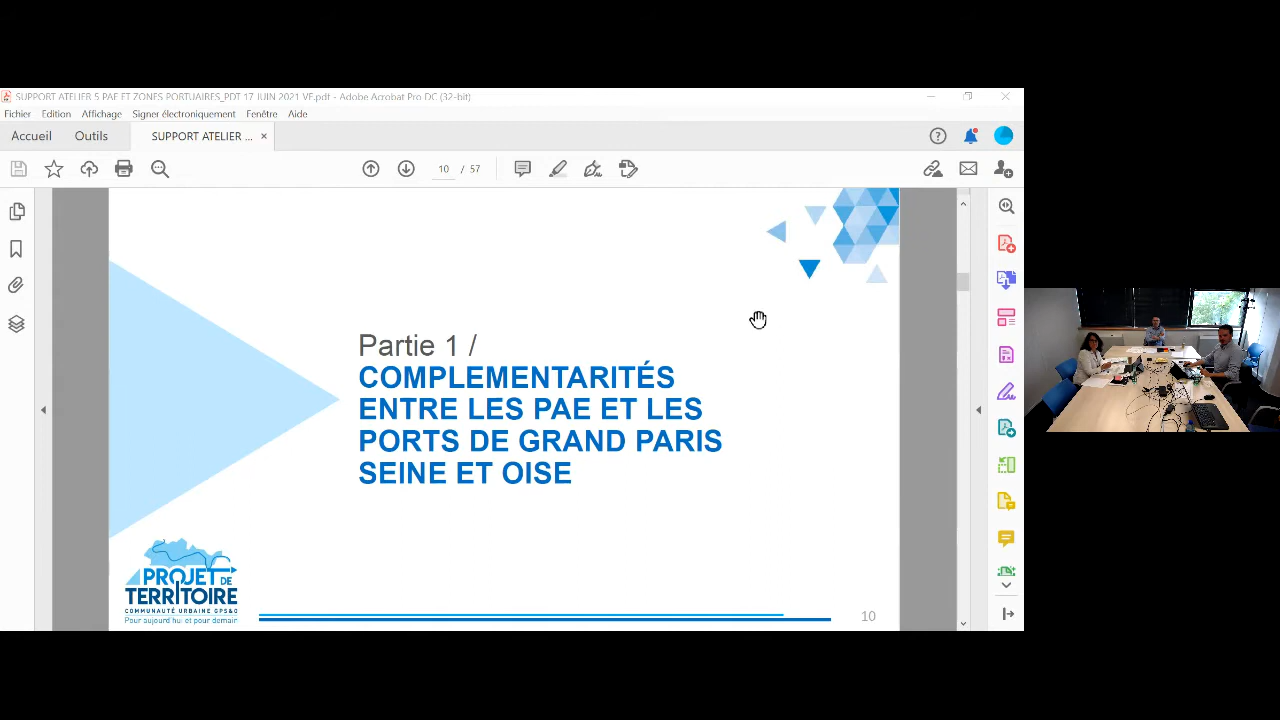 SUPPORT ATELIER 5 PAE ET ZONES PORTUAIRES_PDT 17 JUIN 2021 VE.pdf - Adobe Acrobat Pro DC (32-bit)
Fichier Edition Affichage Signer électroniquement Fenêtre Aide
Accueil Outils SUPPORT ATELIER ... ×
10 / 57
Partie 1 /
COMPLEMENTARITÉS
ENTRE LES PAE ET LES
PORTS DE GRAND PARIS
SEINE ET OISE
PROJET DE
TERRITOIRE
COMMUNAUTÉ URBAINE GPS&O
Pour aujourd'hui et pour demain
10